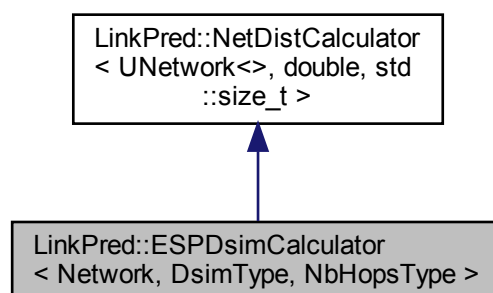 LinkPred::NetDistCalculator
< UNetwork<>, double, std
::size_t >
LinkPred::ESPDsimCalculator
< Network, DsimType, NbHopsType >